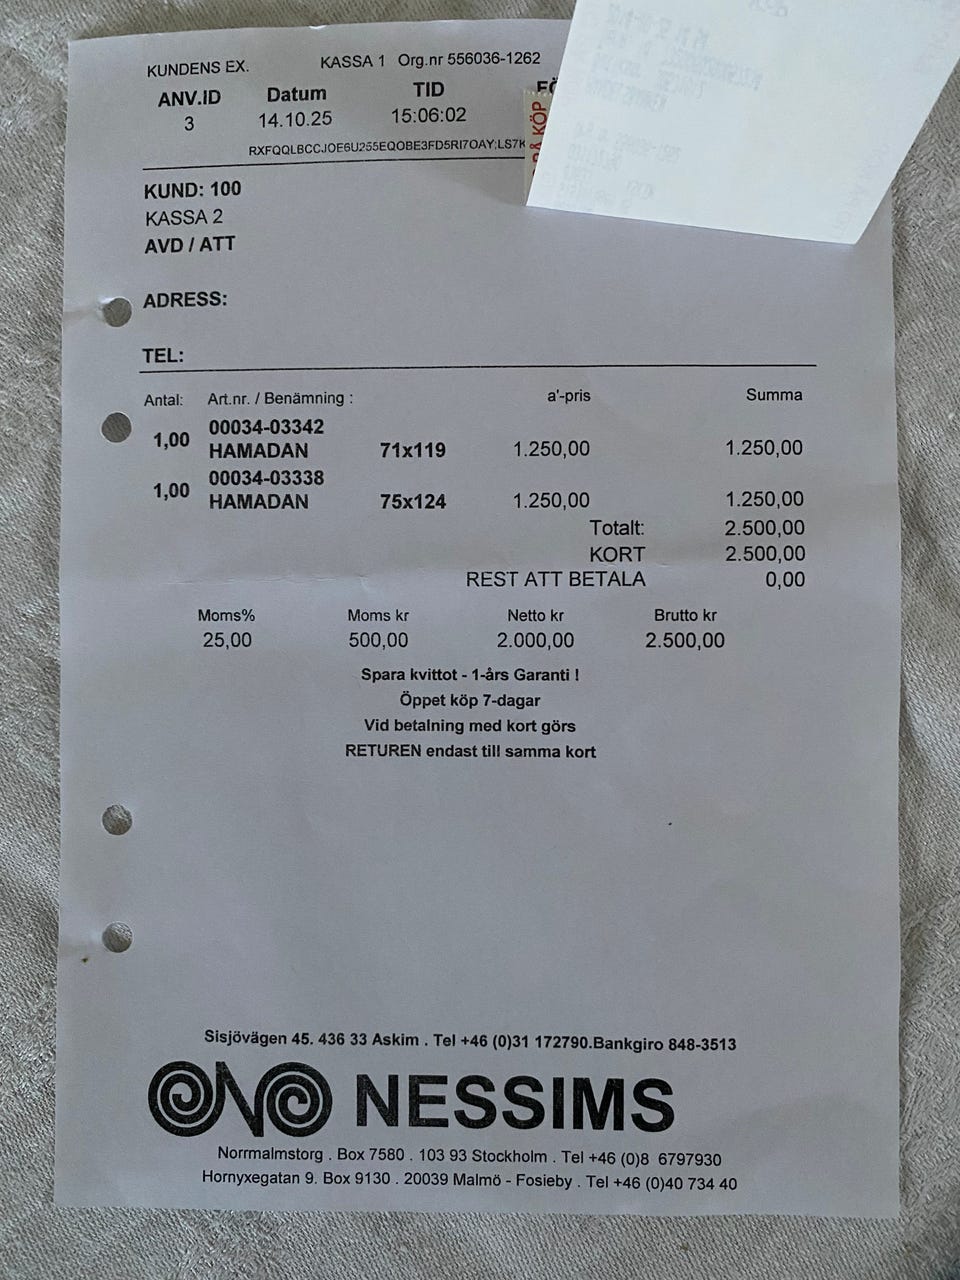 KUNDENS EX. KASSA 1 Org.nr 556036-1262
ANV.ID Datum TID
3 14.10.25 15:06:02
RXFQQLBCCJOE6U255EQOBE3FD5RI7OAY;LS7K
KÖP
KUND: 100
KASSA 2
AVD / ATT
ADRESS:
TEL:
Antal: Art.nr. / Benämning : a'-pris Summa
00034-03342
1,00 HAMADAN 71x119 1.250,00 1.250,00
00034-03338
1,00 HAMADAN 75x124 1.250,00 1.250,00
Totalt: 2.500,00
KORT 2.500,00
REST ATT BETALA 0,00
Moms% Moms kr Netto kr Brutto kr
25,00 500,00 2.000,00 2.500,00
Spara kvittot - 1-års Garanti !
Öppet köp 7-dagar
Vid betalning med kort görs
RETUREN endast till samma kort
Sisjövägen 45. 436 33 Askim . Tel +46 (0)31 172790.Bankgiro 848-3513
NESSIMS
Norrmalmstorg . Box 7580 . 103 93 Stockholm . Tel +46 (0)8 6797930
Hornyxegatan 9. Box 9130 . 20039 Malmö - Fosieby . Tel +46 (0)40 734 40